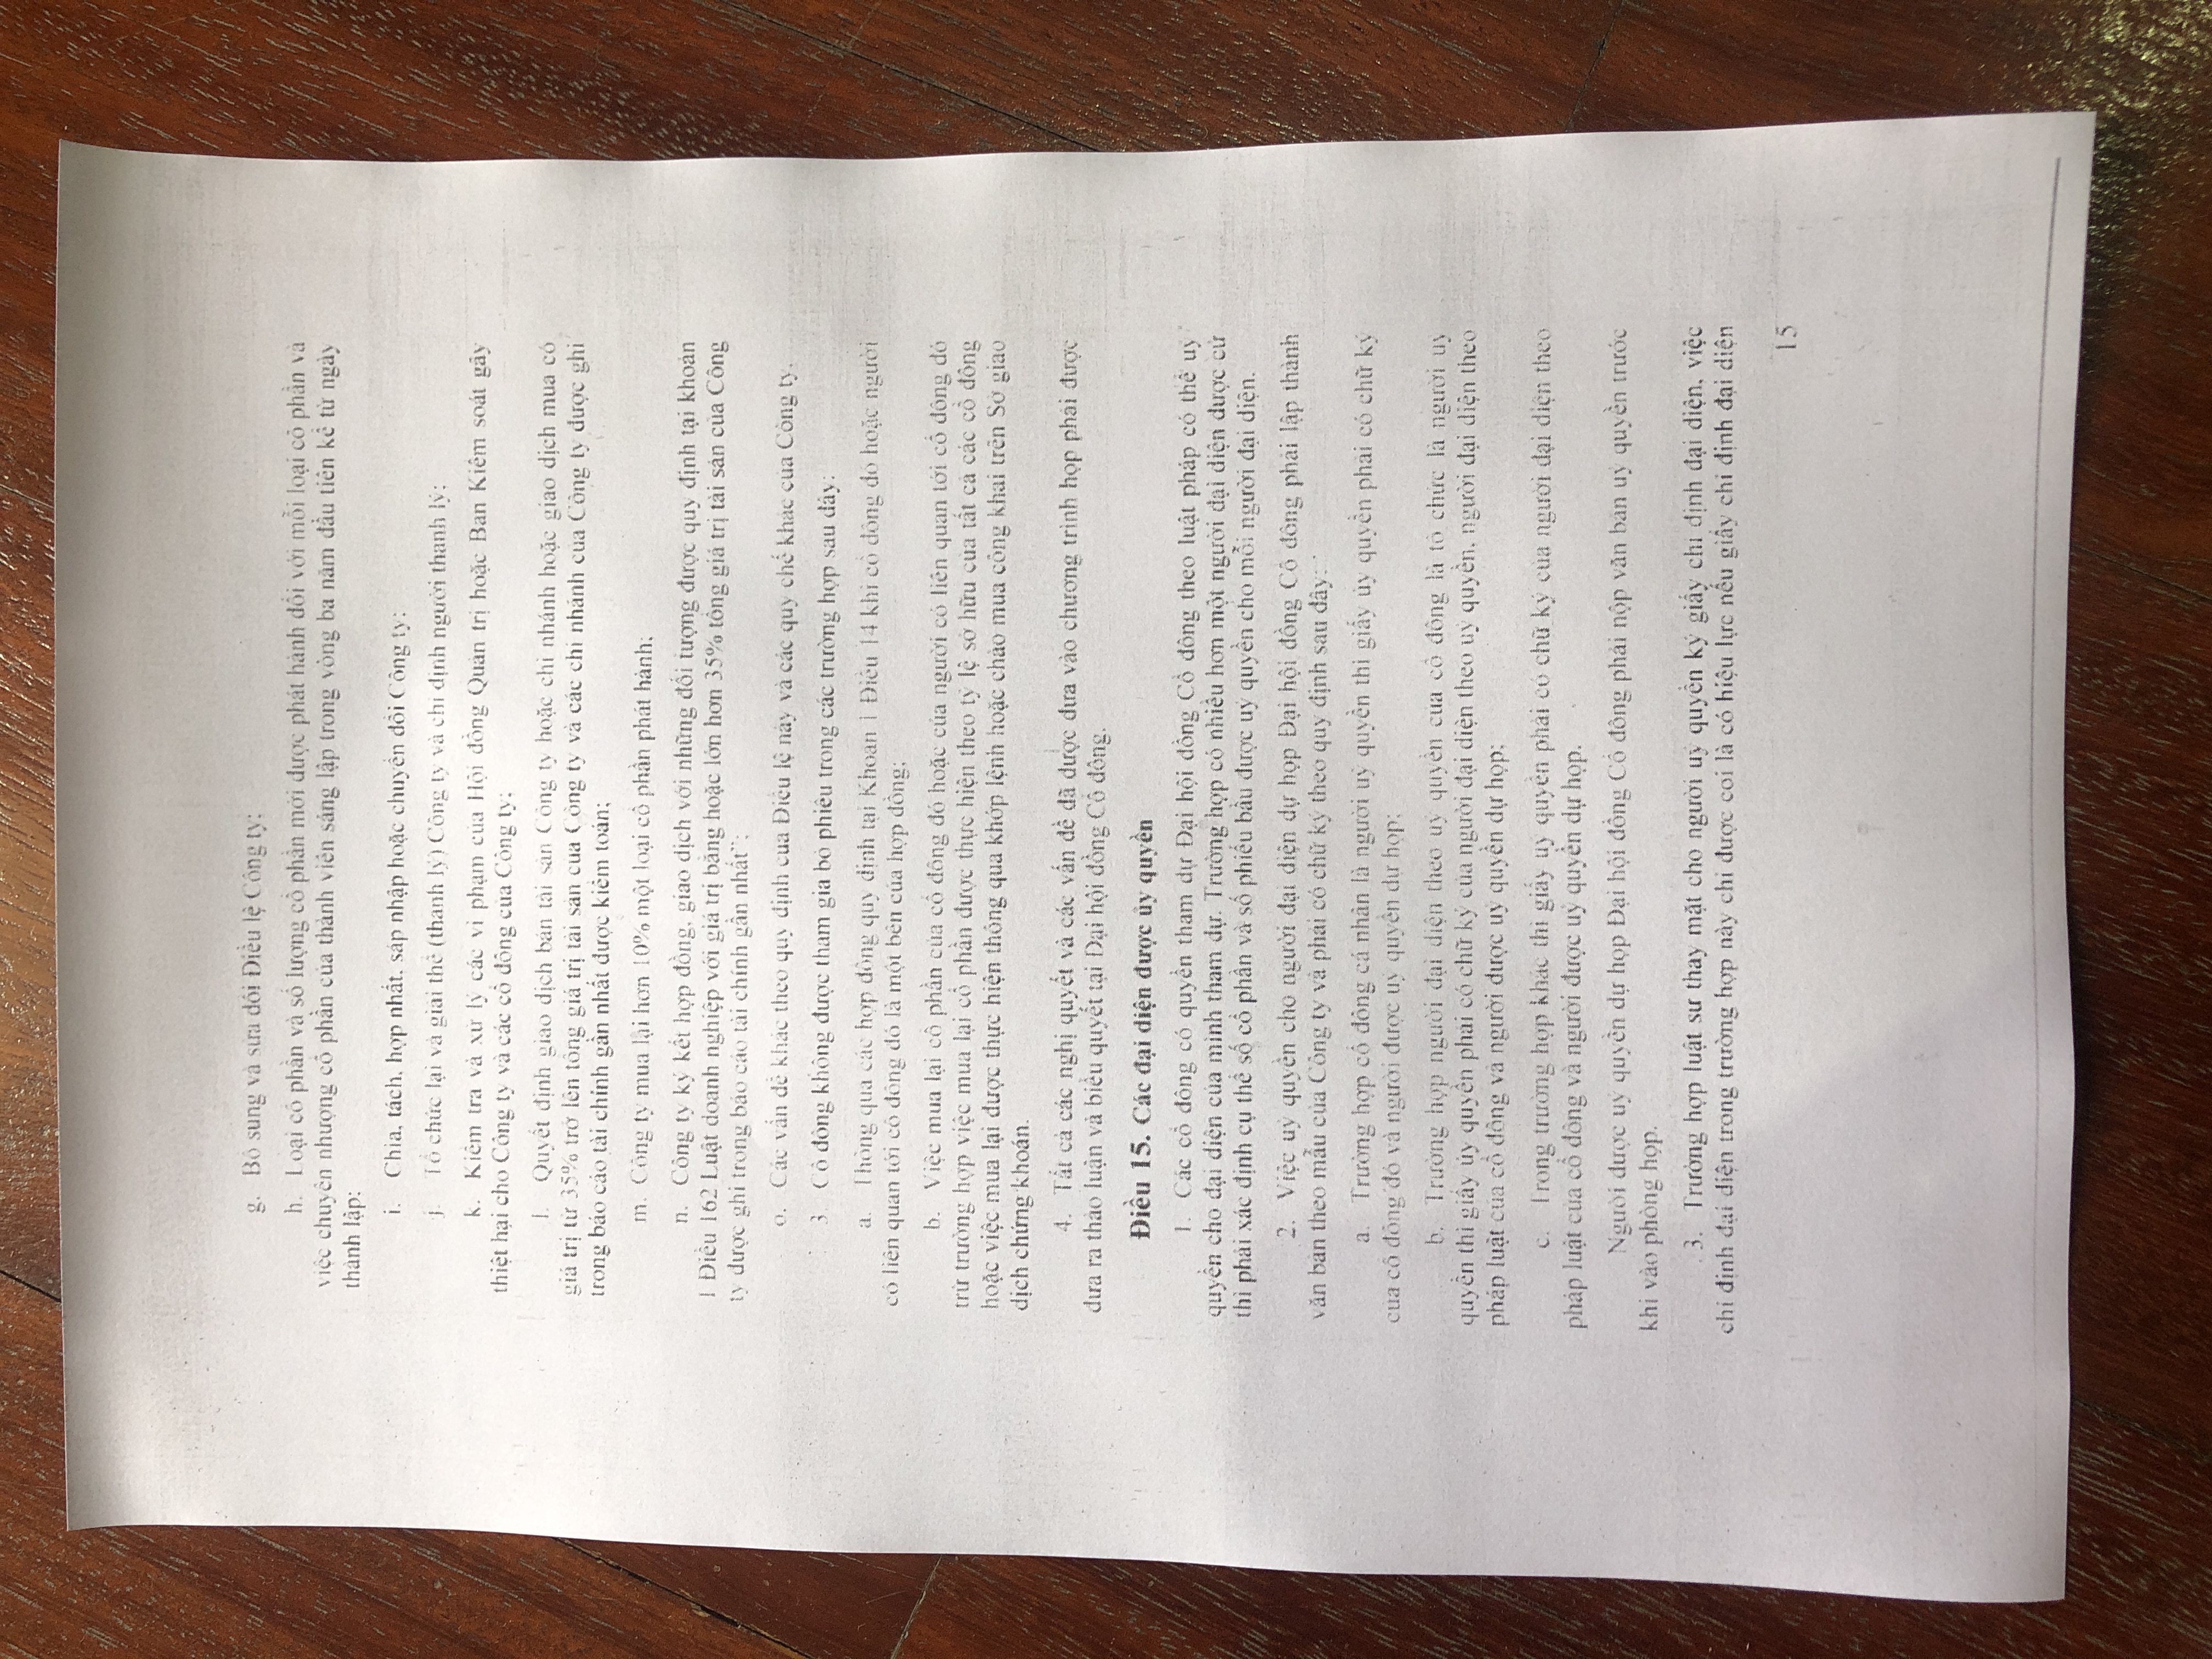 g. Bổ sung và sửa đổi Điều lệ Công ty;
h. Loại cổ phần và số lượng cổ phần mới được phát hành đối với mỗi loại cổ phần và
việc chuyển nhượng cổ phần của thành viên sáng lập trong vòng ba năm đầu tiên kể từ ngày
thành lập;
i. Chia, tách, hợp nhất, sáp nhập hoặc chuyển đổi Công ty;
j. Tổ chức lại và giải thể (thanh lý) Công ty và chỉ định người thanh lý;
k. Kiểm tra và xử lý các vi phạm của Hội đồng Quản trị hoặc Ban Kiểm soát gây
thiệt hại cho Công ty và các cổ đông của Công ty;
l. Quyết định giao dịch bán tài sản Công ty hoặc chi nhánh hoặc giao dịch mua có
giá trị từ 35% trở lên tổng giá trị tài sản của Công ty và các chi nhánh của Công ty được ghi
trong báo cáo tài chính gần nhất được kiểm toán;
m. Công ty mua lại hơn 10% một loại cổ phần phát hành;
n. Công ty ký kết hợp đồng, giao dịch với những đối tượng được quy định tại khoản
1 Điều 162 Luật doanh nghiệp với giá trị bằng hoặc lớn hơn 35% tổng giá trị tài sản của Công
ty được ghi trong báo cáo tài chính gần nhất”;
o. Các vấn đề khác theo quy định của Điều lệ này và các quy chế khác của Công ty.
3. Cổ đông không được tham gia bỏ phiếu trong các trường hợp sau đây:
a. Thông qua các hợp đồng quy định tại Khoản 1 Điều 14 khi cổ đông đó hoặc người
có liên quan tới cổ đông đó là một bên của hợp đồng;
b. Việc mua lại cổ phần của cổ đông đó hoặc của người có liên quan tới cổ đông đó
trừ trường hợp việc mua lại cổ phần được thực hiện theo tỷ lệ sở hữu của tất cả các cổ đông
hoặc việc mua lại được thực hiện thông qua khớp lệnh hoặc chào mua công khai trên Sở giao
dịch chứng khoán.
4. Tất cả các nghị quyết và các vấn đề đã được đưa vào chương trình họp phải được
đưa ra thảo luận và biểu quyết tại Đại hội đồng Cổ đông.
Điều 15. Các đại diện được ủy quyền
1. Các cổ đông có quyền tham dự Đại hội đồng Cổ đông theo luật pháp có thể uỷ
quyền cho đại diện của mình tham dự. Trường hợp có nhiều hơn một người đại diện được cử
thì phải xác định cụ thể số cổ phần và số phiếu bầu được uỷ quyền cho mỗi người đại diện.
2. Việc uỷ quyền cho người đại diện dự họp Đại hội đồng Cổ đông phải lập thành
văn bản theo mẫu của Công ty và phải có chữ ký theo quy định sau đây:
a. Trường hợp cổ đông cá nhân là người uỷ quyền thì giấy ủy quyền phải có chữ ký
của cổ đông đó và người được uỷ quyền dự họp;
b. Trường hợp người đại diện theo uỷ quyền của cổ đông là tổ chức là người uỷ
quyền thì giấy ủy quyền phải có chữ ký của người đại diện theo uỷ quyền, người đại diện theo
pháp luật của cổ đông và người được uỷ quyền dự họp;
c. Trong trường hợp khác thì giấy uỷ quyền phải có chữ ký của người đại diện theo
pháp luật của cổ đông và người được uỷ quyền dự họp.
Người được uỷ quyền dự họp Đại hội đồng Cổ đông phải nộp văn bản uỷ quyền trước
khi vào phòng họp.
3. Trường hợp luật sư thay mặt cho người uỷ quyền ký giấy chỉ định đại diện, việc
chỉ định đại diện trong trường hợp này chỉ được coi là có hiệu lực nếu giấy chỉ định đại diện
15